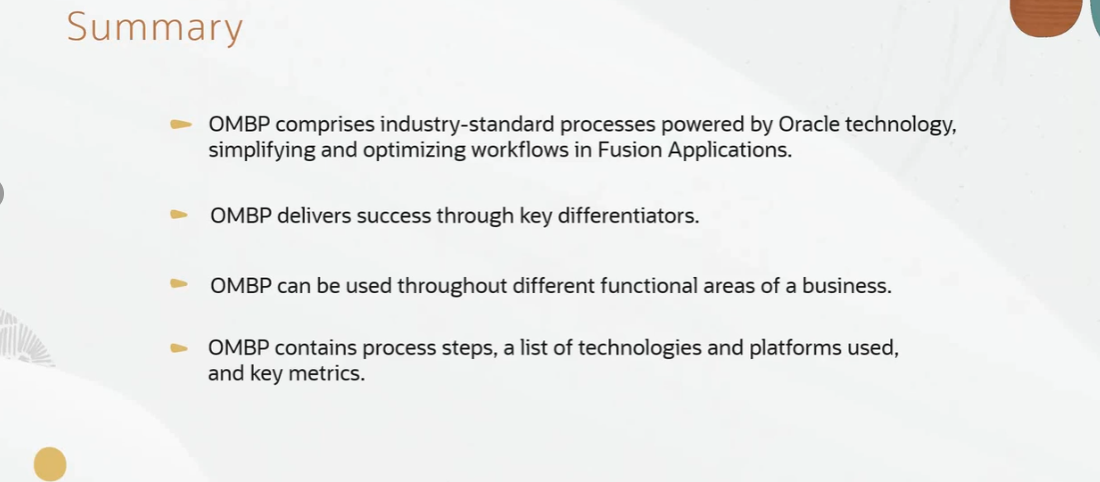 Summary
OMBP comprises industry-standard processes powered by Oracle technology,
simplifying and optimizing workflows in Fusion Applications.
OMBP delivers success through key differentiators.
OMBP can be used throughout different functional areas of a business.
OMBP contains process steps, a list of technologies and platforms used,
and key metrics.